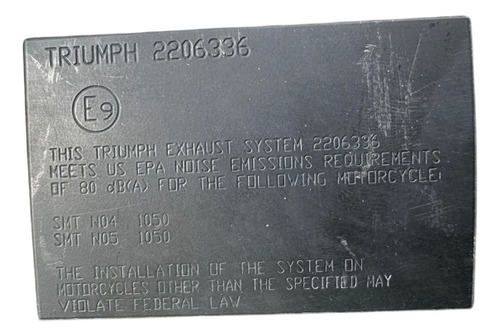 TRIUMPH 2206336
E9
THIS TRIUMPH EXHAUST SYSTEM 2206336
MEETS US EPA NOISE EMISSIONS REQUIREMENTS
OF 80 dB(A) FOR THE FOLLOWING MOTORCYCLE:
SMT N04 1050
SMT N05 1050
THE INSTALLATION OF THE SYSTEM ON
MOTORCYCLES OTHER THAN THE SPECIFIED MAY
VIOLATE FEDERAL LAW